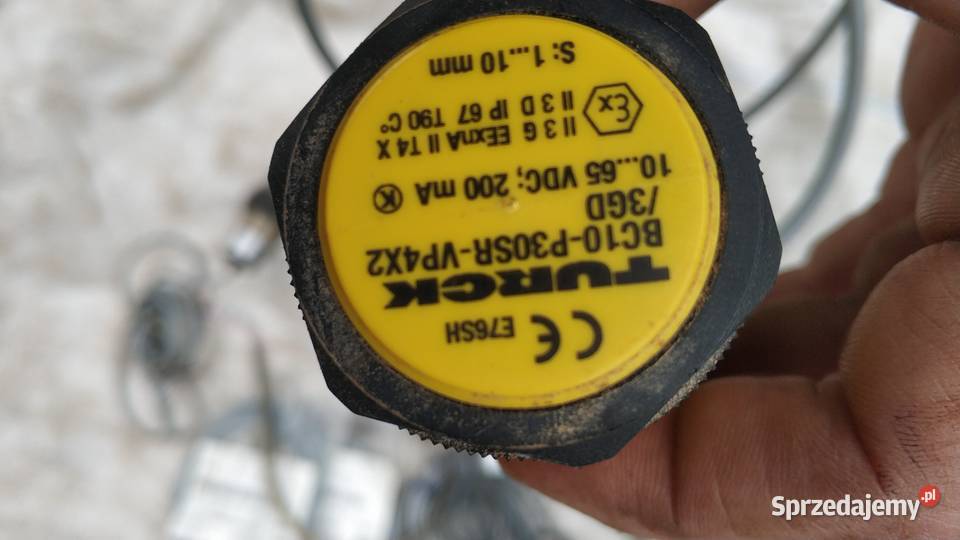 CE E76SH
TURCK
BC10-P30SR-VP4X2
/3GD
10...65 VDC; 200 mA K
Ex II 3 G EExnA II T4 X
II 3 D IP 67 T90 C°
S: 1...10 mm
Sprzedajemy.pl